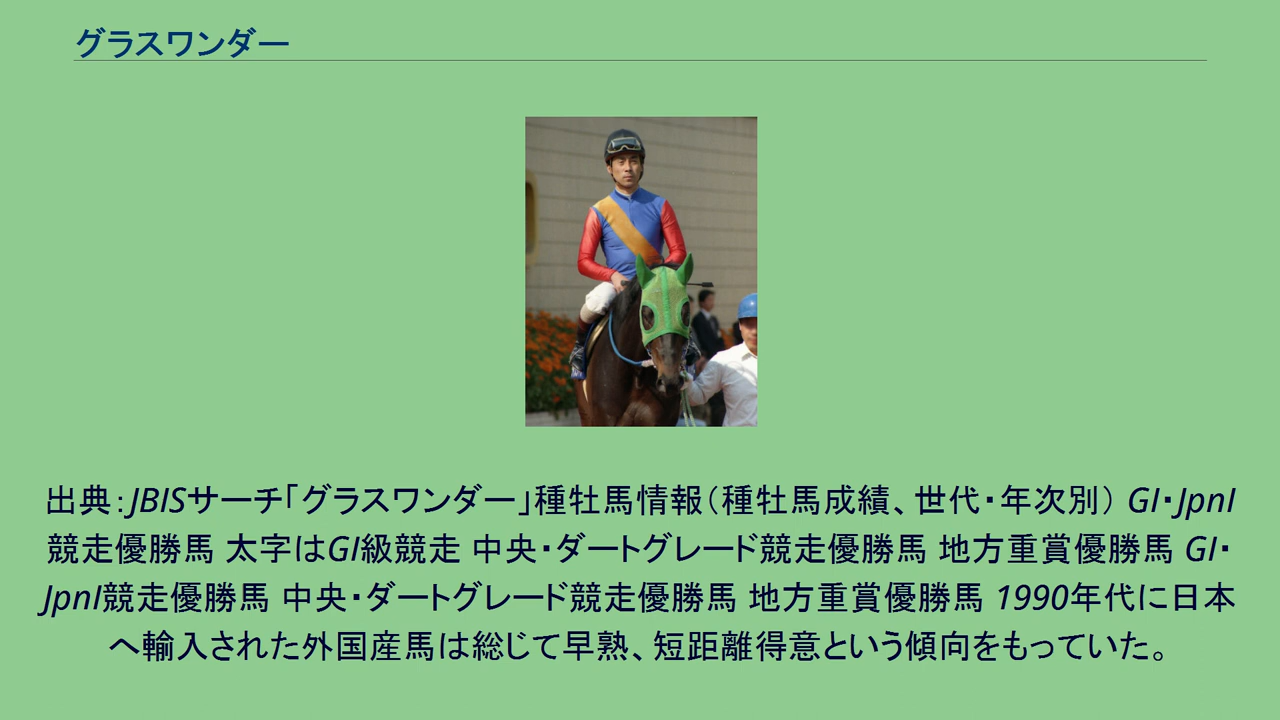 グラスワンダー
出典：JBISサーチ「グラスワンダー」種牡馬情報（種牡馬成績、世代・年次別） GI・JpnI
競走優勝馬 太字はGI級競走 中央・ダートグレード競走優勝馬 地方重賞優勝馬 GI・
JpnI競走優勝馬 中央・ダートグレード競走優勝馬 地方重賞優勝馬 1990年代に日本
へ輸入された外国産馬は総じて早熟、短距離得意という傾向をもっていた。